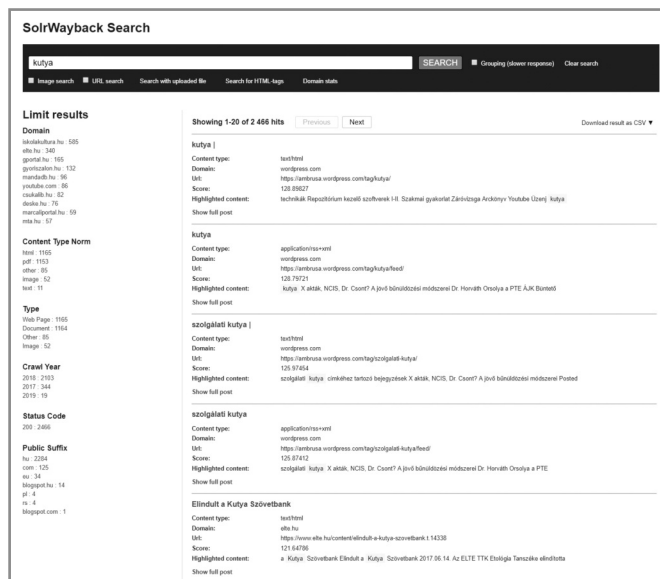 SolrWayback Search
kutya
SEARCH
Grouping (slower response)
Clear search
Image search
URL search
Search with uploaded file
Search for HTML-tags
Domain stats
Limit results
Domain
iskolakultura.hu : 585
elte.hu : 340
gportal.hu : 165
gyoriszalon.hu : 132
mandadb.hu : 96
youtube.com : 86
csukalib.hu : 82
deske.hu : 76
marcaliportal.hu : 59
mta.hu : 57
Content Type Norm
html : 1165
pdf : 1153
other : 85
image : 52
text : 11
Type
Web Page : 1165
Document : 1164
Other : 85
Image : 52
Crawl Year
2018 : 2103
2017 : 344
2019 : 19
Status Code
200 : 2466
Public Suffix
hu : 2284
com : 125
eu : 34
blogspot.hu : 14
pl : 4
rs : 4
blogspot.com : 1
Showing 1-20 of 2 466 hits
Previous
Next
Download result as CSV ▼
kutya |
Content type: text/html
Domain: wordpress.com
Url: https://ambrusa.wordpress.com/tag/kutya/
Score: 128.89827
Highlighted content: technikák Repozitórium kezelő szoftverek I-II. Szakmai gyakorlat Záróvizsga Arckönyv Youtube Üzenj kutya
Show full post
kutya
Content type: application/rss+xml
Domain: wordpress.com
Url: https://ambrusa.wordpress.com/tag/kutya/feed/
Score: 128.79721
Highlighted content: kutya X akták, NCIS, Dr. Csont? A jövő bűnüldözési módszerei Dr. Horváth Orsolya a PTE ÁJK Büntető
Show full post
szolgálati kutya |
Content type: text/html
Domain: wordpress.com
Url: https://ambrusa.wordpress.com/tag/szolgalati-kutya/
Score: 125.97454
Highlighted content: szolgálati kutya címkéhez tartozó bejegyzések X akták, NCIS, Dr. Csont? A jövő bűnüldözési módszerei Posted
Show full post
szolgálati kutya
Content type: application/rss+xml
Domain: wordpress.com
Url: https://ambrusa.wordpress.com/tag/szolgalati-kutya/feed/
Score: 125.87412
Highlighted content: szolgálati kutya X akták, NCIS, Dr. Csont? A jövő bűnüldözési módszerei Dr. Horváth Orsolya a PTE
Show full post
Elindult a Kutya Szövetbank
Content type: text/html
Domain: elte.hu
Url: https://www.elte.hu/content/elindult-a-kutya-szovetbank.t.14338
Score: 121.64786
Highlighted content: a Kutya Szövetbank Elindult a Kutya Szövetbank 2017.06.14 Az ELTE TTK Etológia Tanszéke elindította
Show full post